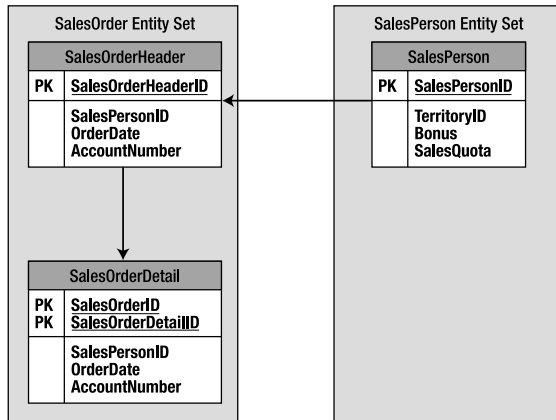 SalesOrder Entity Set
SalesOrderHeader
PK SalesOrderHeaderID
SalesPersonID
OrderDate
AccountNumber
SalesOrderDetail
PK SalesOrderID
PK SalesOrderDetailID
SalesPersonID
OrderDate
AccountNumber
SalesPerson Entity Set
SalesPerson
PK SalesPersonID
TerritoryID
Bonus
SalesQuota